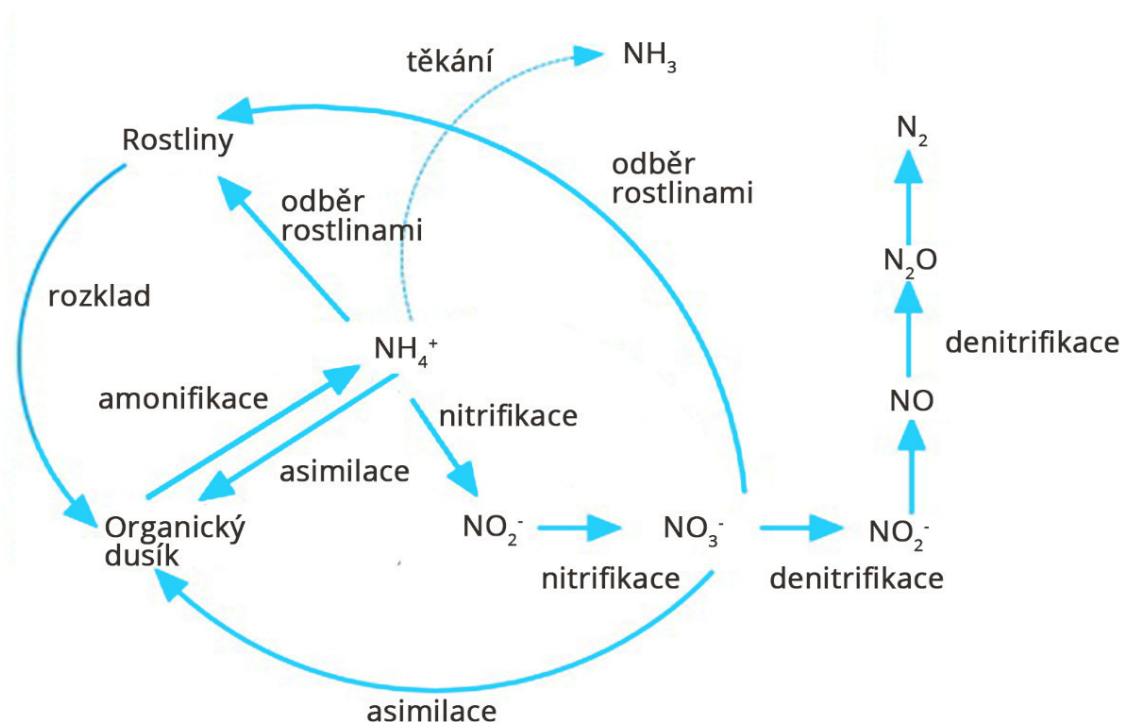 těkání
NH₃
Rostliny
N₂
odběr
rostlinami
odběr
rostlinami
N₂O
rozklad
denitrifikace
NH₄⁺
amonifikace
NO
nitrifikace
asimilace
Organický
dusík
NO₂⁻
NO₃⁻
NO₂⁻
nitrifikace
denitrifikace
asimilace